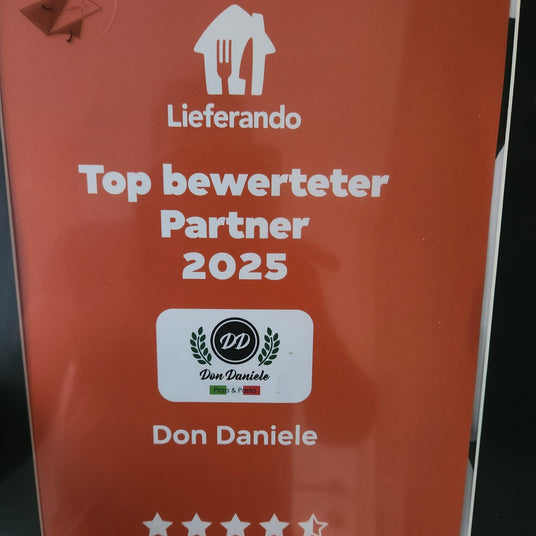 Lieferando
Top bewerteter
Partner
2025
DD
Don Daniele
Pizza & Pasta
Don Daniele